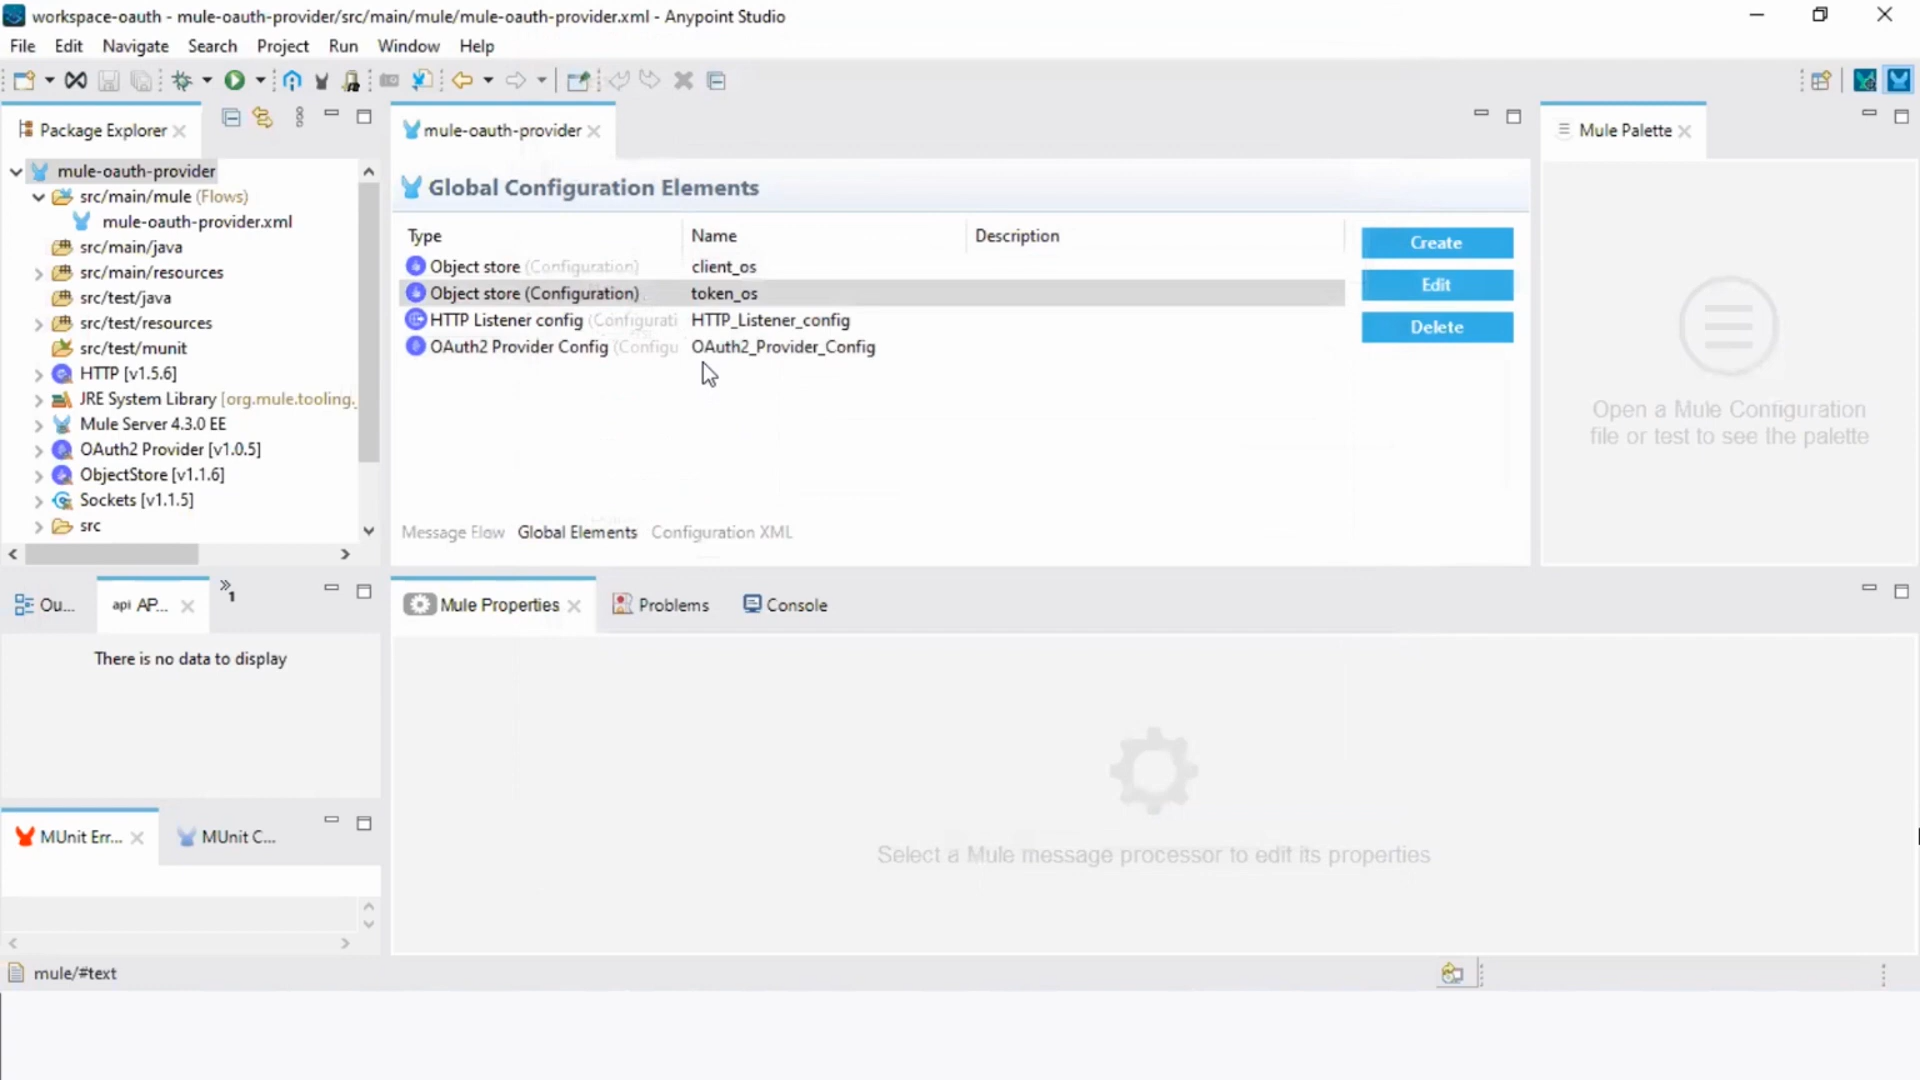 workspace-oauth - mule-oauth-provider/src/main/mule/mule-oauth-provider.xml - Anypoint Studio
File Edit Navigate Search Project Run Window Help
Package Explorer
mule-oauth-provider
src/main/mule (Flows)
mule-oauth-provider.xml
src/main/java
src/main/resources
src/test/java
src/test/resources
src/test/munit
HTTP [v1.5.6]
JRE System Library [org.mule.tooling.
Mule Server 4.3.0 EE
OAuth2 Provider [v1.0.5]
ObjectStore [v1.1.6]
Sockets [v1.1.5]
src
mule-oauth-provider
Global Configuration Elements
Type Name Description
Object store (Configuration) client_os
Object store (Configuration) token_os
HTTP Listener config (Configurati HTTP_Listener_config
OAuth2 Provider Config (Configu OAuth2_Provider_Config
Create
Edit
Delete
Message Flow Global Elements Configuration XML
Mule Palette
Open a Mule Configuration
file or test to see the palette
Ou... api AP... »1
There is no data to display
MUnit Err... MUnit C...
Mule Properties Problems Console
Select a Mule message processor to edit its properties
mule/#text